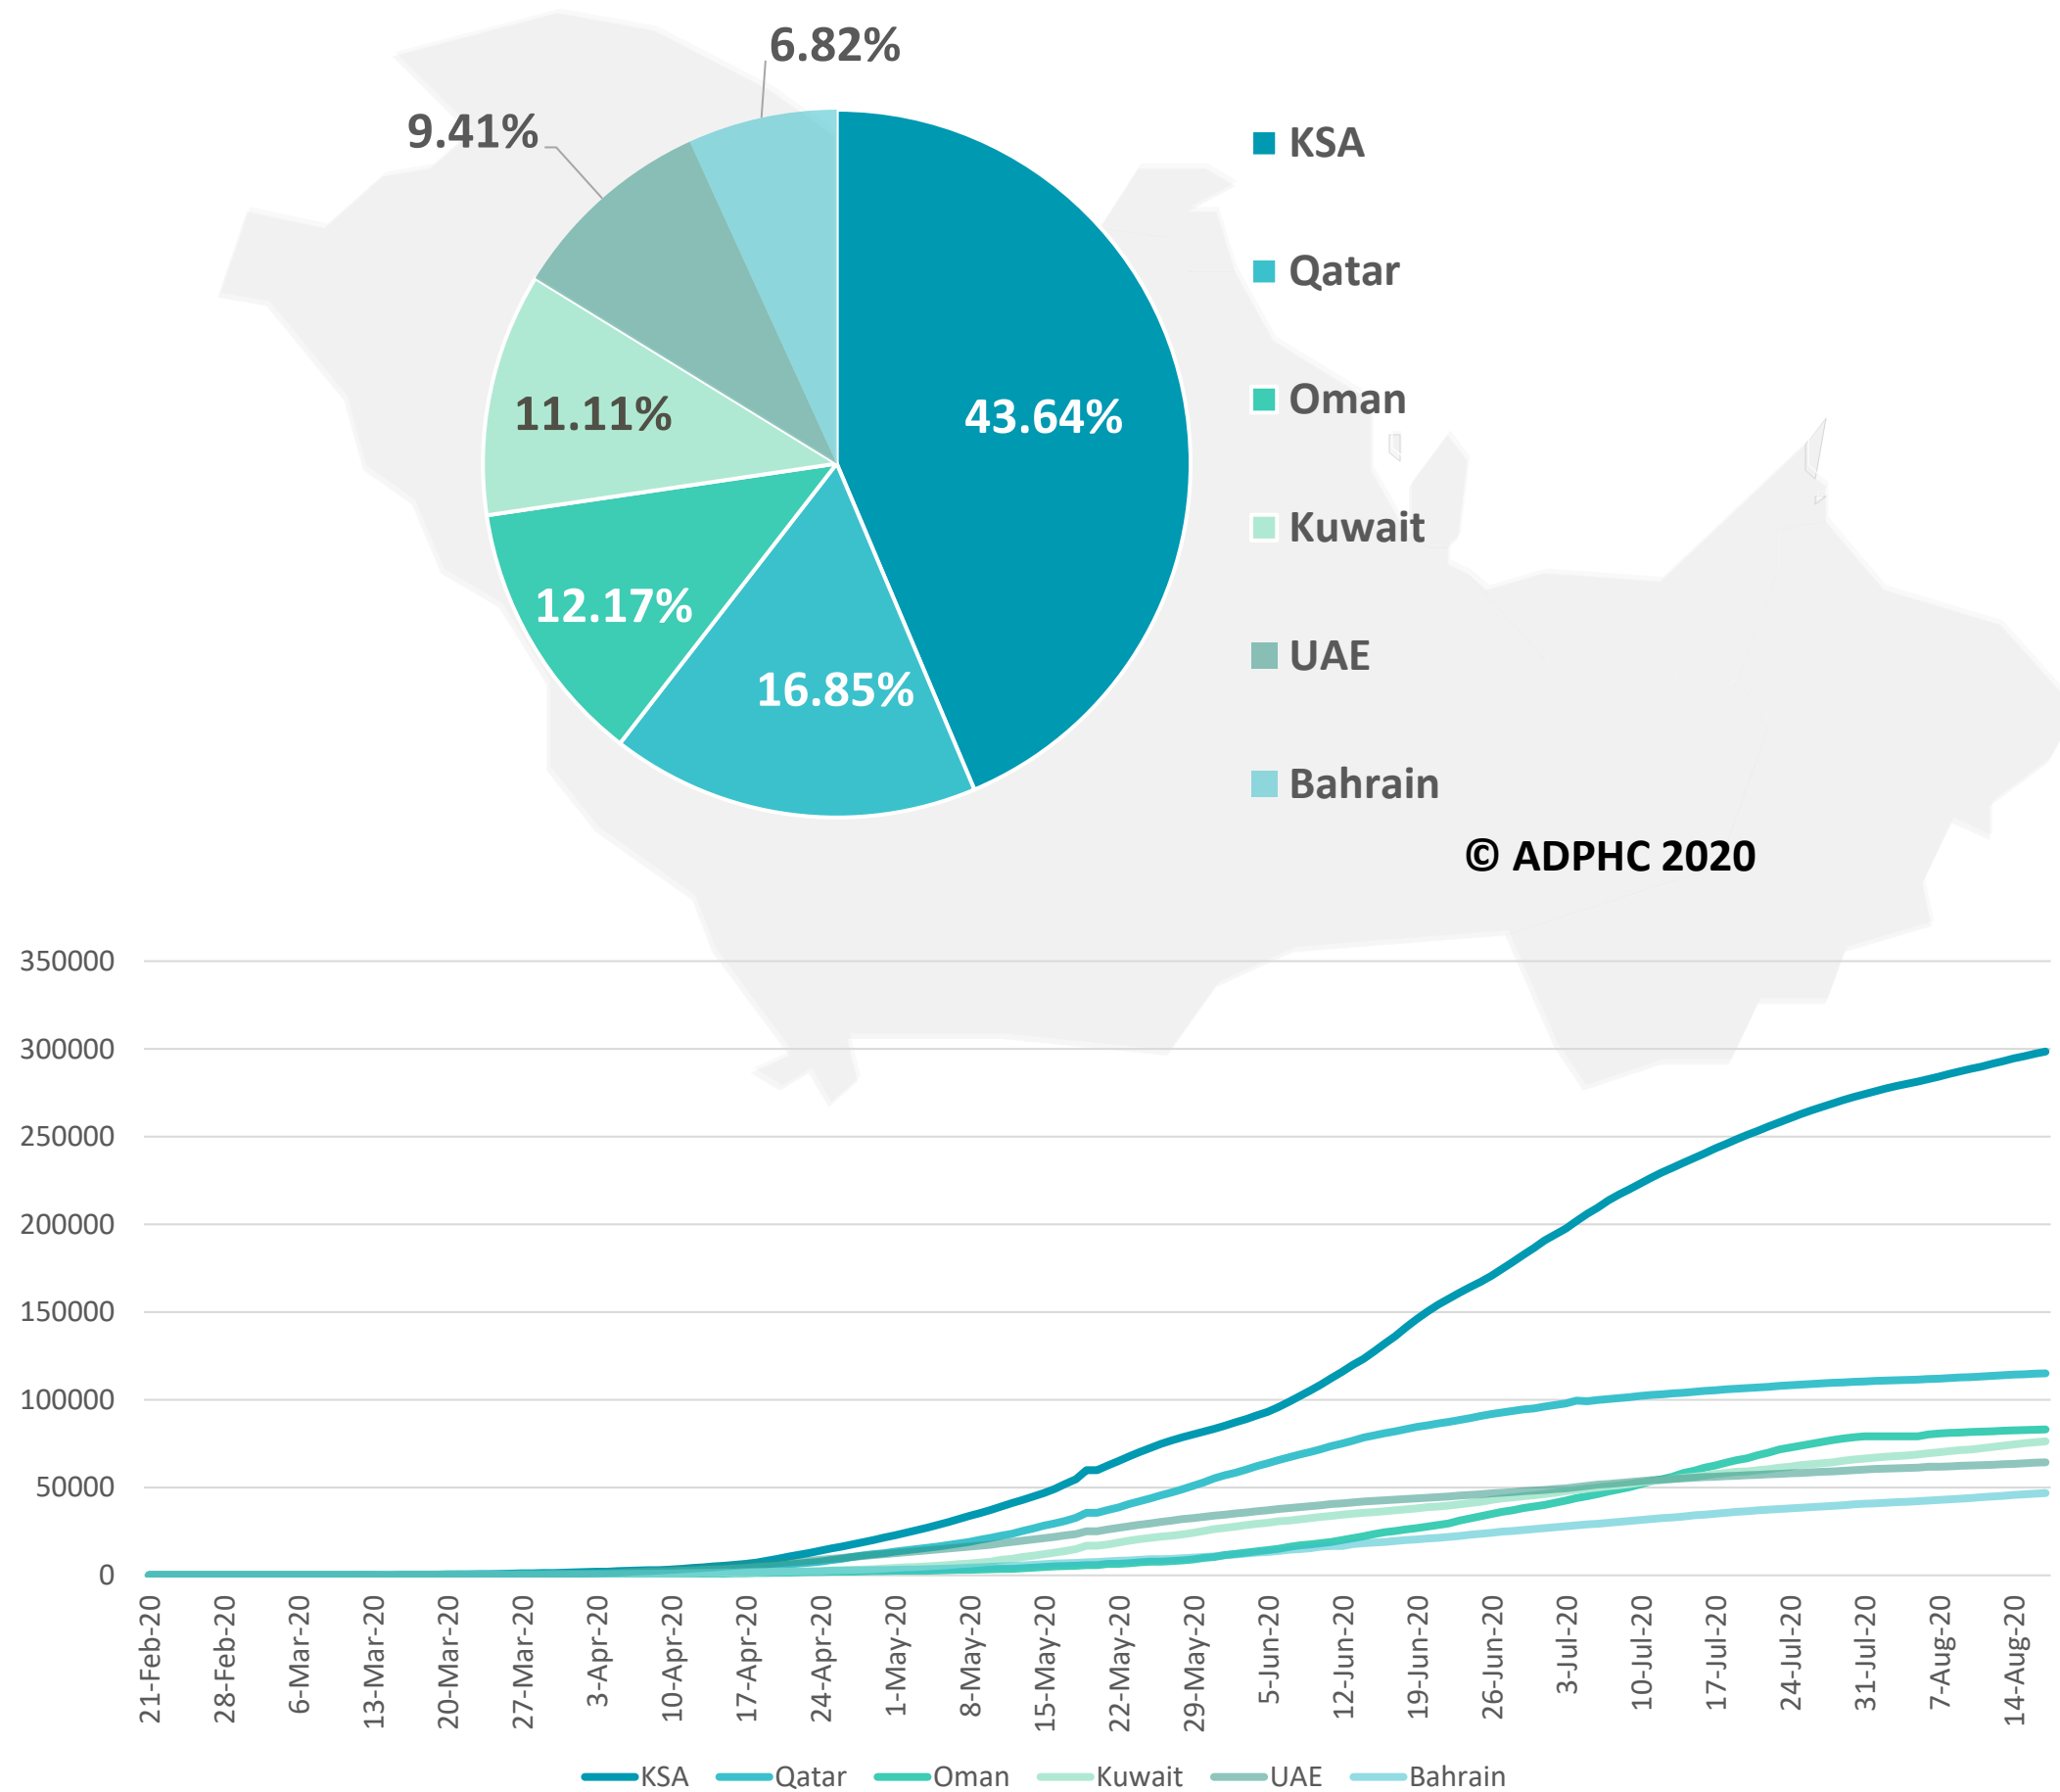 6.82%
9.41%
43.64%
11.11%
12.17%
16.85%
KSA
Qatar
Oman
Kuwait
UAE
Bahrain
© ADPHC 2020
350000
300000
250000
200000
150000
100000
50000
0
21-Feb-20
28-Feb-20
6-Mar-20
13-Mar-20
20-Mar-20
27-Mar-20
3-Apr-20
10-Apr-20
17-Apr-20
24-Apr-20
1-May-20
8-May-20
15-May-20
22-May-20
29-May-20
5-Jun-20
12-Jun-20
19-Jun-20
26-Jun-20
3-Jul-20
10-Jul-20
17-Jul-20
24-Jul-20
31-Jul-20
7-Aug-20
14-Aug-20
KSA Qatar Oman Kuwait UAE Bahrain